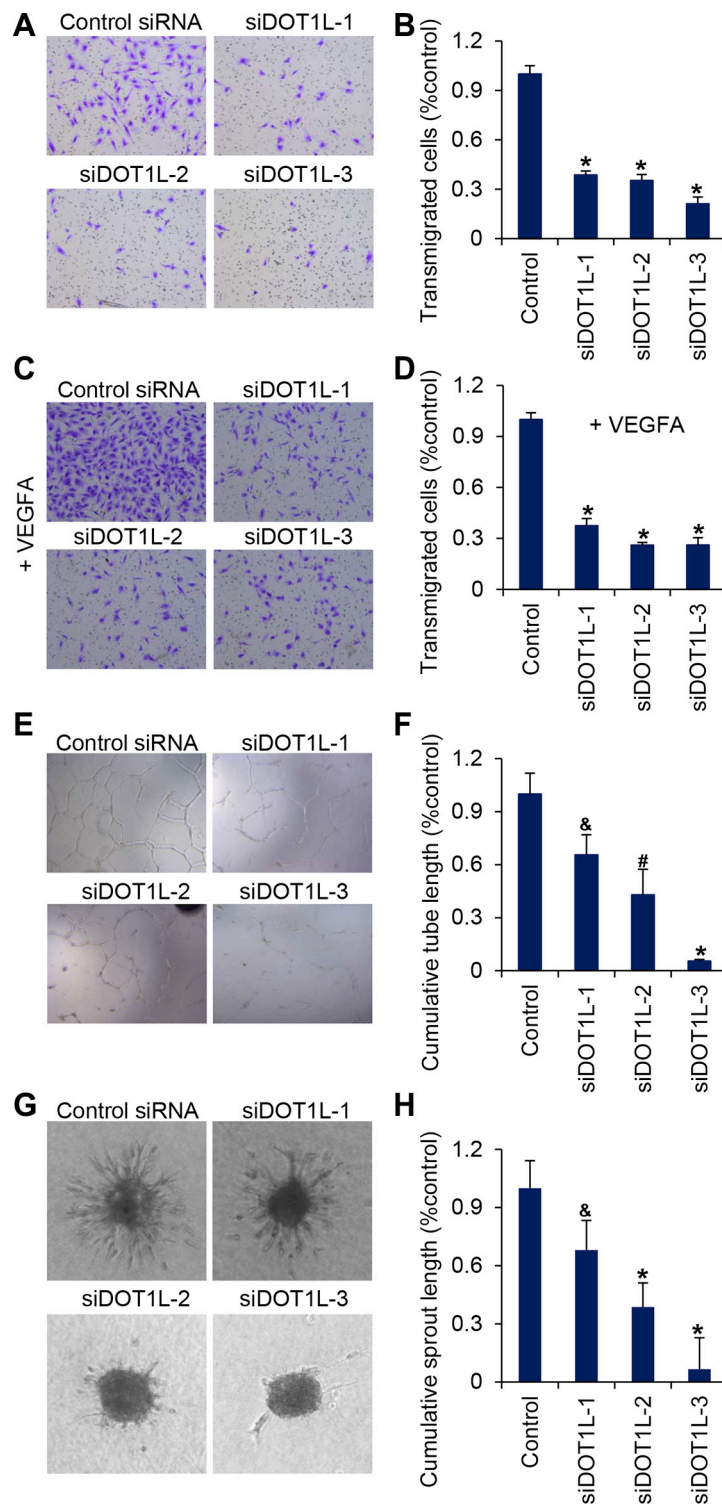 A
Control siRNA siDOT1L-1
siDOT1L-2 siDOT1L-3
B
Transmigrated cells (%control)
1.2
0.9
0.6
0.3
0
* * *
Control siDOT1L-1 siDOT1L-2 siDOT1L-3
C
+ VEGFA
Control siRNA siDOT1L-1
siDOT1L-2 siDOT1L-3
D
Transmigrated cells (%control)
1.2
0.9
0.6
0.3
0
+ VEGFA
* * *
Control siDOT1L-1 siDOT1L-2 siDOT1L-3
E
Control siRNA siDOT1L-1
siDOT1L-2 siDOT1L-3
F
Cumulative tube length (%control)
1.2
0.9
0.6
0.3
0
& # *
Control siDOT1L-1 siDOT1L-2 siDOT1L-3
G
Control siRNA siDOT1L-1
siDOT1L-2 siDOT1L-3
H
Cumulative sprout length (%control)
1.2
0.9
0.6
0.3
0
& * *
Control siDOT1L-1 siDOT1L-2 siDOT1L-3